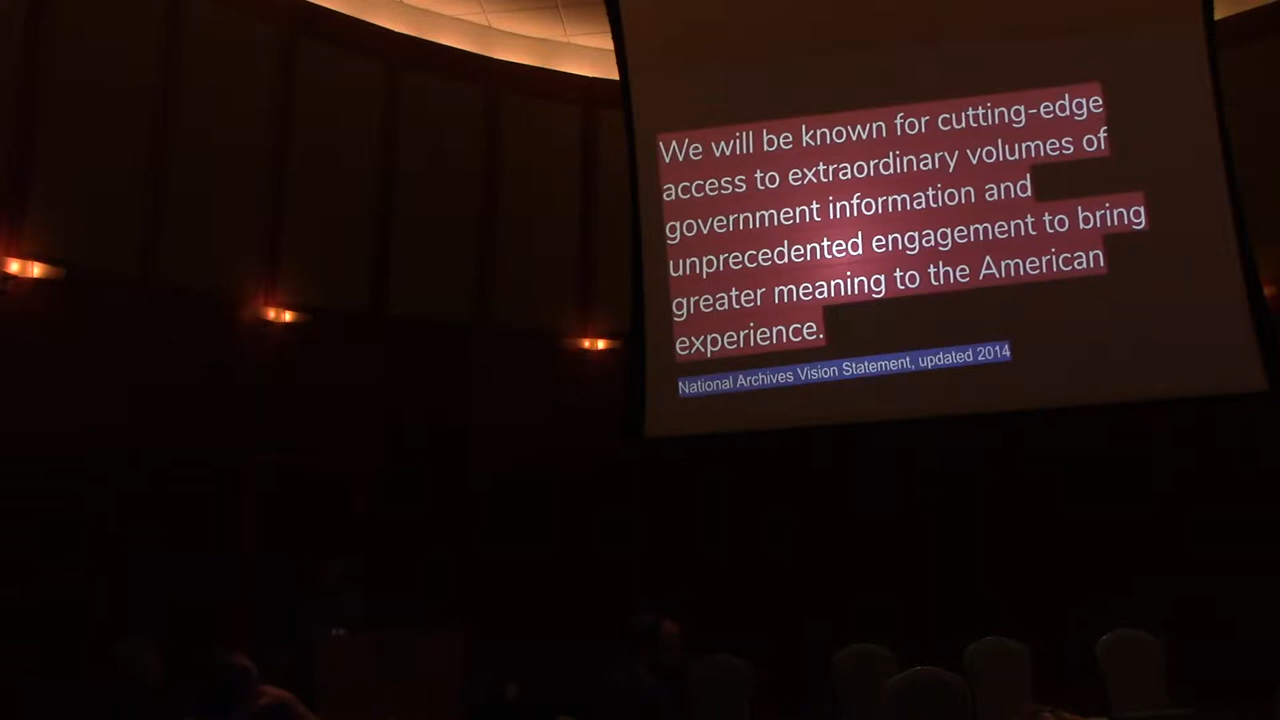 We will be known for cutting-edge
access to extraordinary volumes of
government information and
unprecedented engagement to bring
greater meaning to the American
experience.
National Archives Vision Statement, updated 2014